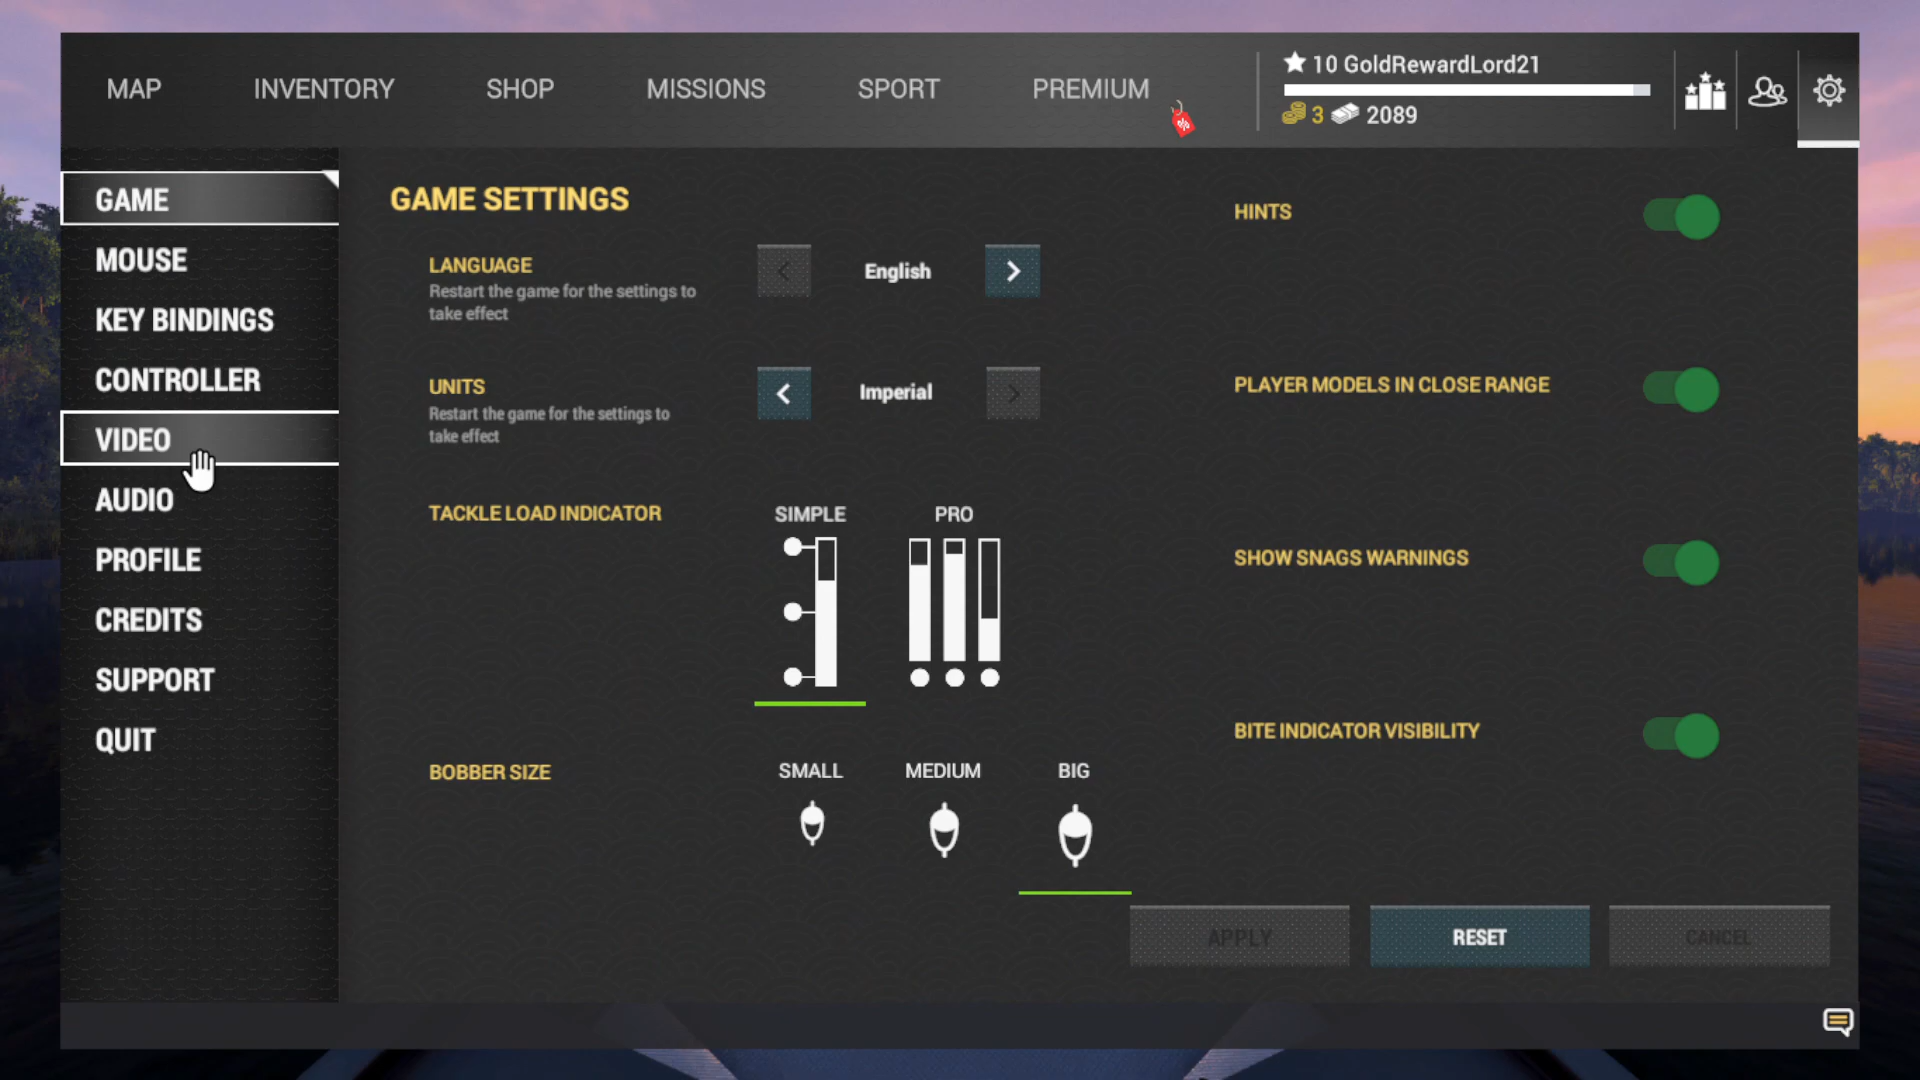 MAP
INVENTORY
SHOP
MISSIONS
SPORT
PREMIUM
%
10 GoldRewardLord21
3
2089
GAME
MOUSE
KEY BINDINGS
CONTROLLER
VIDEO
AUDIO
PROFILE
CREDITS
SUPPORT
QUIT
GAME SETTINGS
LANGUAGE
Restart the game for the settings to
take effect
English
UNITS
Restart the game for the settings to
take effect
Imperial
TACKLE LOAD INDICATOR
SIMPLE
PRO
BOBBER SIZE
SMALL
MEDIUM
BIG
HINTS
PLAYER MODELS IN CLOSE RANGE
SHOW SNAGS WARNINGS
BITE INDICATOR VISIBILITY
APPLY
RESET
CANCEL